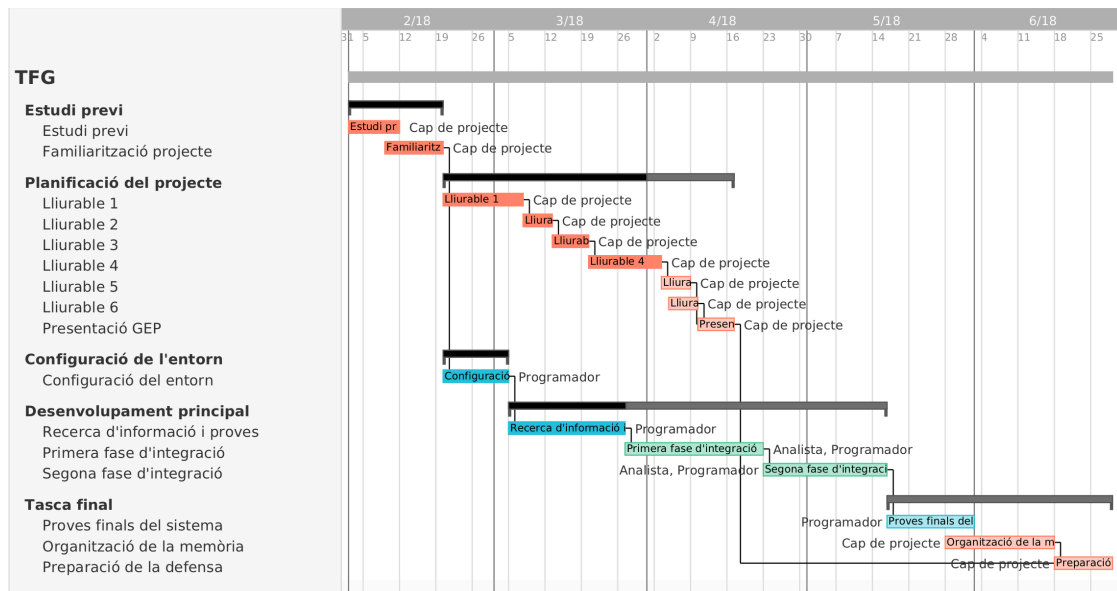 2/18 3/18 4/18 5/18 6/18
31 5 12 19 26 5 12 19 26 2 9 16 23 30 7 14 21 28 4 11 18 25
TFG
Estudi previ
Estudi previ Estudi pr Cap de projecte
Familiarització projecte Familiaritz Cap de projecte
Planificació del projecte
Lliurable 1 Lliurable 1 Cap de projecte
Lliurable 2 Lliura Cap de projecte
Lliurable 3 Lliurab Cap de projecte
Lliurable 4 Lliurable 4 Cap de projecte
Lliurable 5 Lliura Cap de projecte
Lliurable 6 Lliura Cap de projecte
Presentació GEP Presen Cap de projecte
Configuració de l'entorn
Configuració del entorn Configuració Programador
Desenvolupament principal
Recerca d'informació i proves Recerca d'informació i Programador
Primera fase d'integració Primera fase d'integració Analista, Programador
Segona fase d'integració Analista, Programador Segona fase d'integraci
Tasca final
Proves finals del sistema Programador Proves finals del
Organització de la memòria Cap de projecte Organització de la m
Preparació de la defensa Cap de projecte Preparació